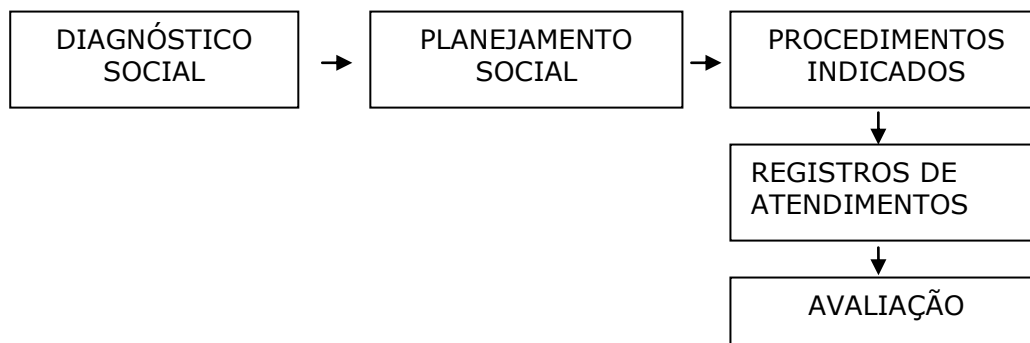 DIAGNÓSTICO
SOCIAL
PLANEJAMENTO
SOCIAL
PROCEDIMENTOS
INDICADOS
REGISTROS DE
ATENDIMENTOS
AVALIAÇÃO